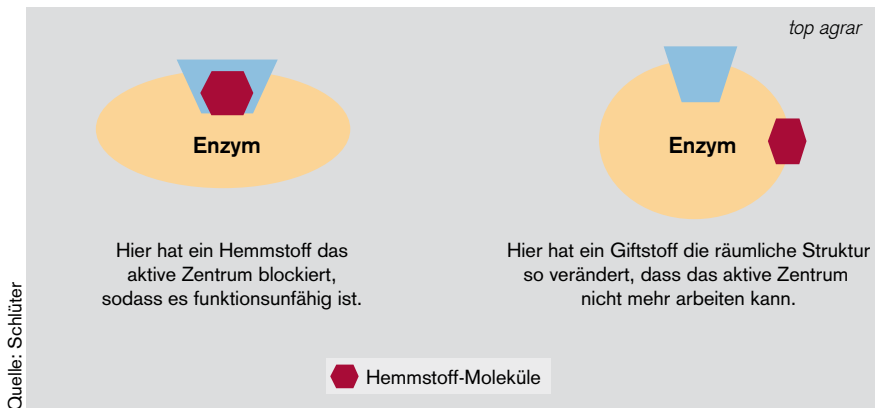 top agrar
Enzym
Enzym
Hier hat ein Hemmstoff das
aktive Zentrum blockiert,
sodass es funktionsunfähig ist.
Hier hat ein Giftstoff die räumliche Struktur
so verändert, dass das aktive Zentrum
nicht mehr arbeiten kann.
Hemmstoff-Moleküle
Quelle: Schlüter